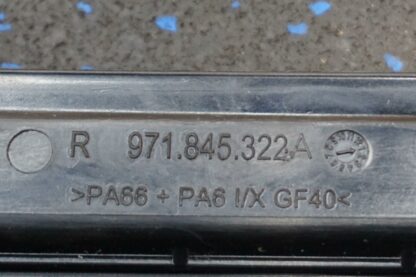 R 971.845.322.A
>PA66 + PA6 I/X GF40<